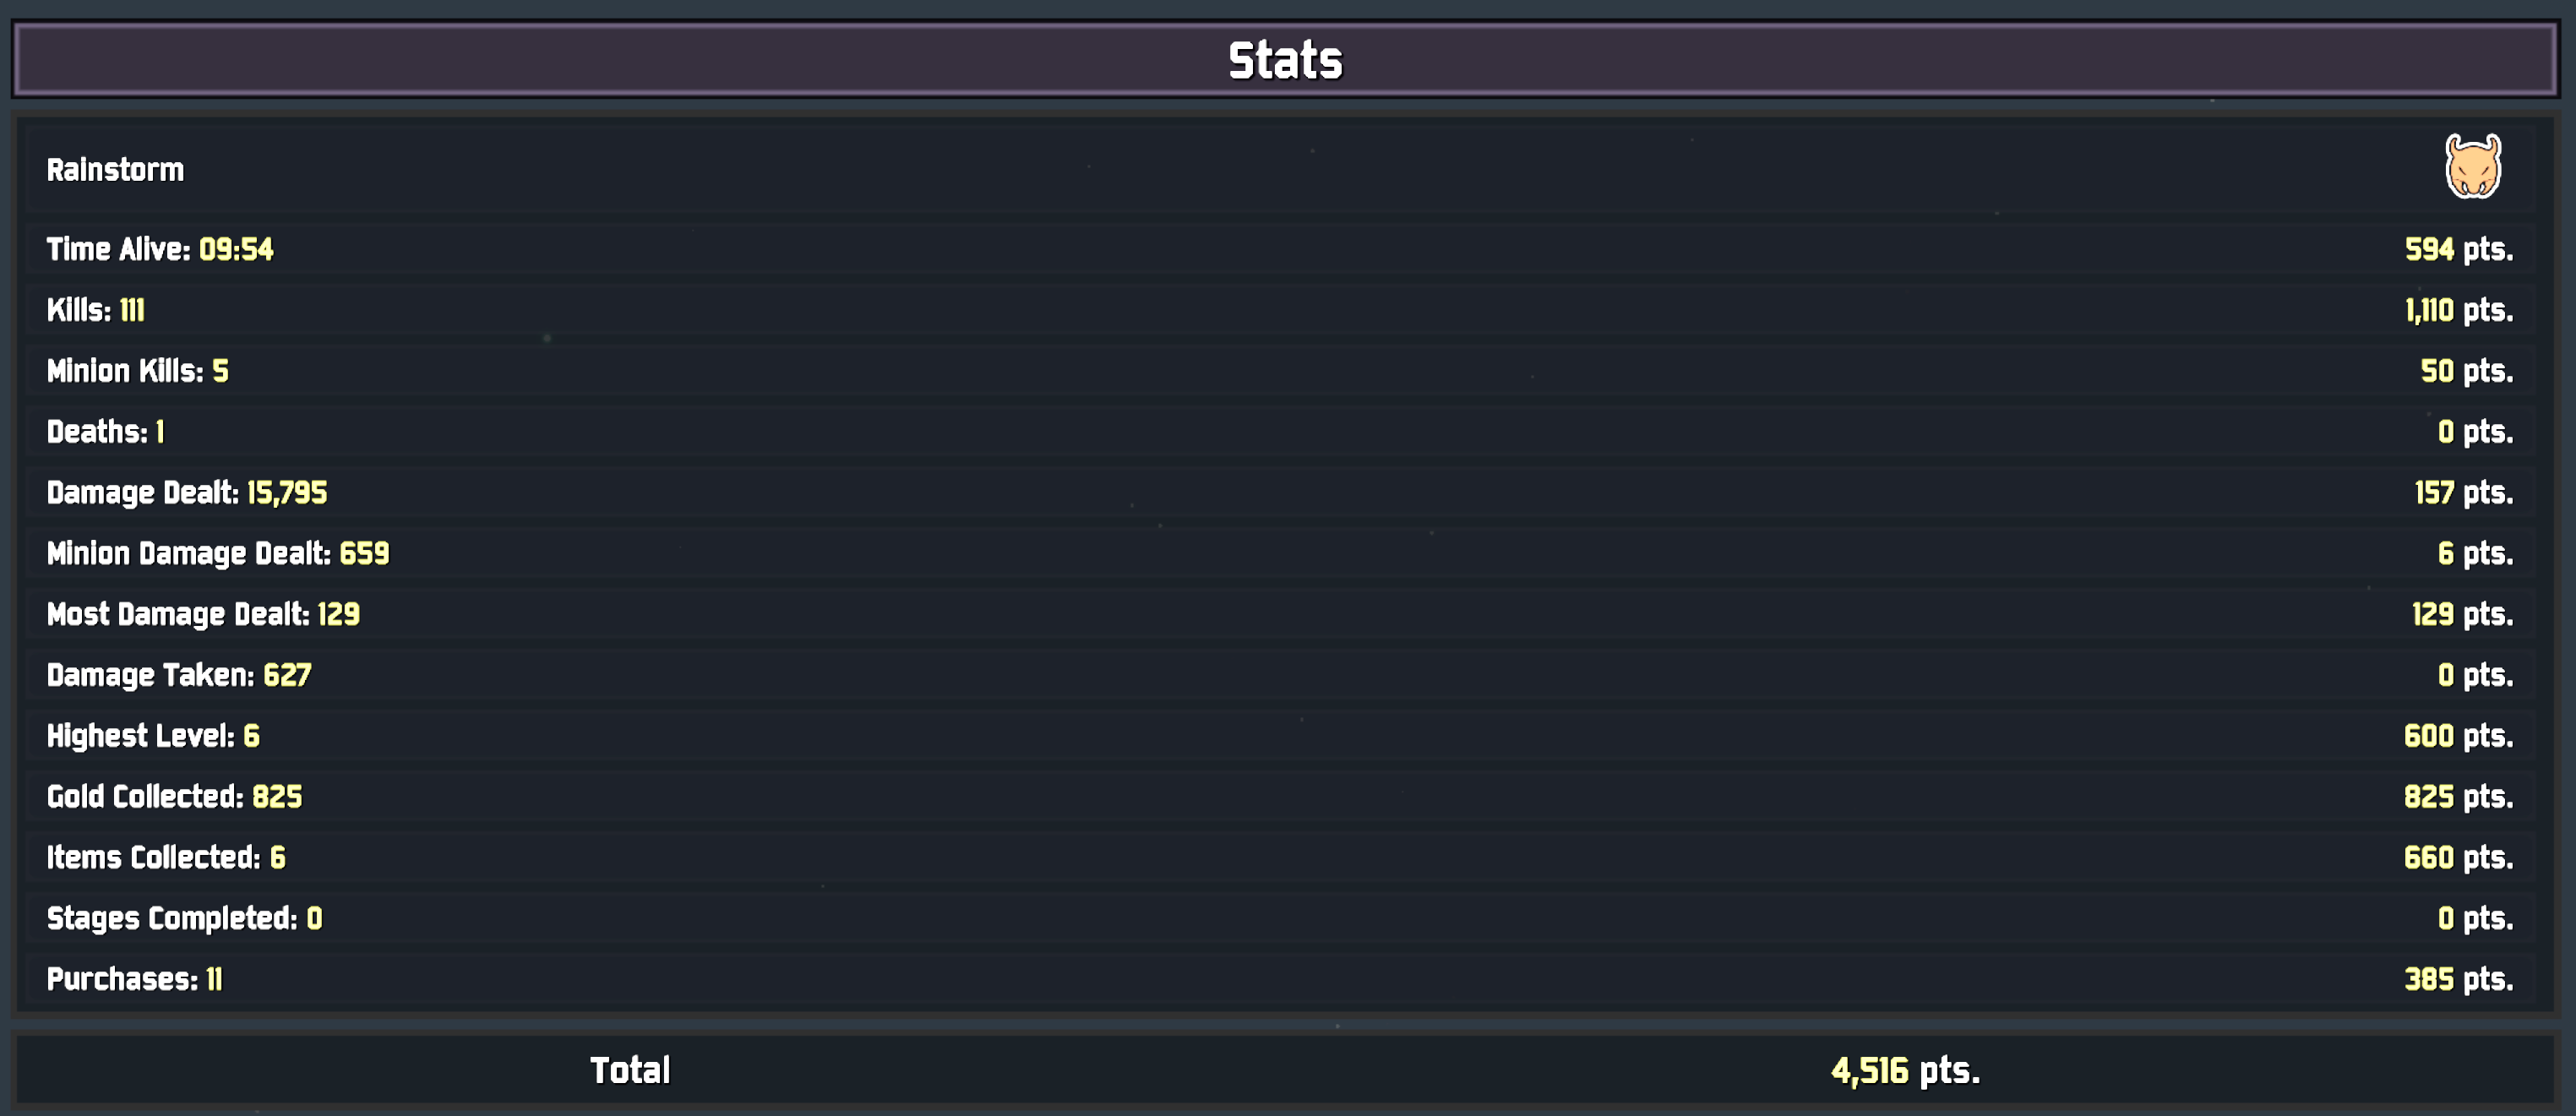 Stats
Rainstorm
Time Alive: 09:54 594 pts.
Kills: 111 1,110 pts.
Minion Kills: 5 50 pts.
Deaths: 1 0 pts.
Damage Dealt: 15,795 157 pts.
Minion Damage Dealt: 659 6 pts.
Most Damage Dealt: 129 129 pts.
Damage Taken: 627 0 pts.
Highest Level: 6 600 pts.
Gold Collected: 825 825 pts.
Items Collected: 6 660 pts.
Stages Completed: 0 0 pts.
Purchases: 11 385 pts.
Total 4,516 pts.